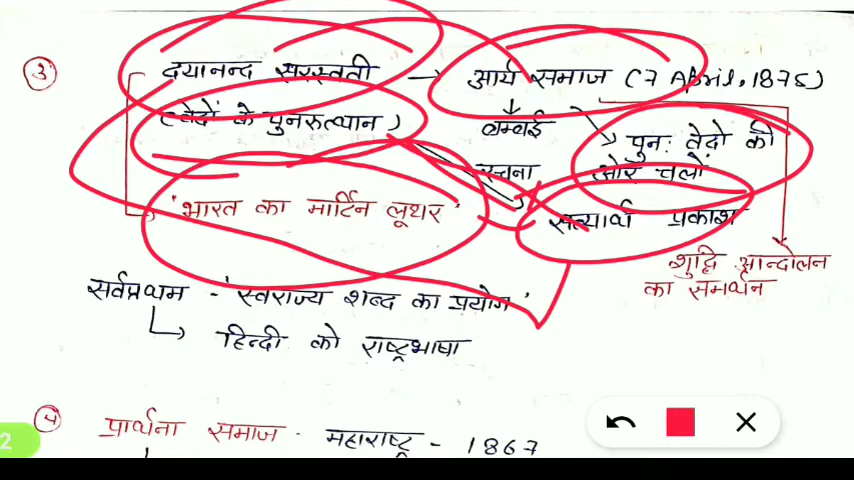 ③ दयानन्द सरस्वती → आर्य समाज (7 April, 1875)
(वेदों के पुनरुत्थान) बम्बई पुनः वेदो की
रचना ओर चलों
'भारत का मार्टिन लूथर' सत्यार्थ प्रकाश
शुद्धि आन्दोलन
सर्वप्रथम - 'स्वराज्य शब्द का प्रयोग' का समर्थन
हिन्दी को राष्ट्रभाषा
④ प्रार्थना समाज - महाराष्ट्र - 1867
2